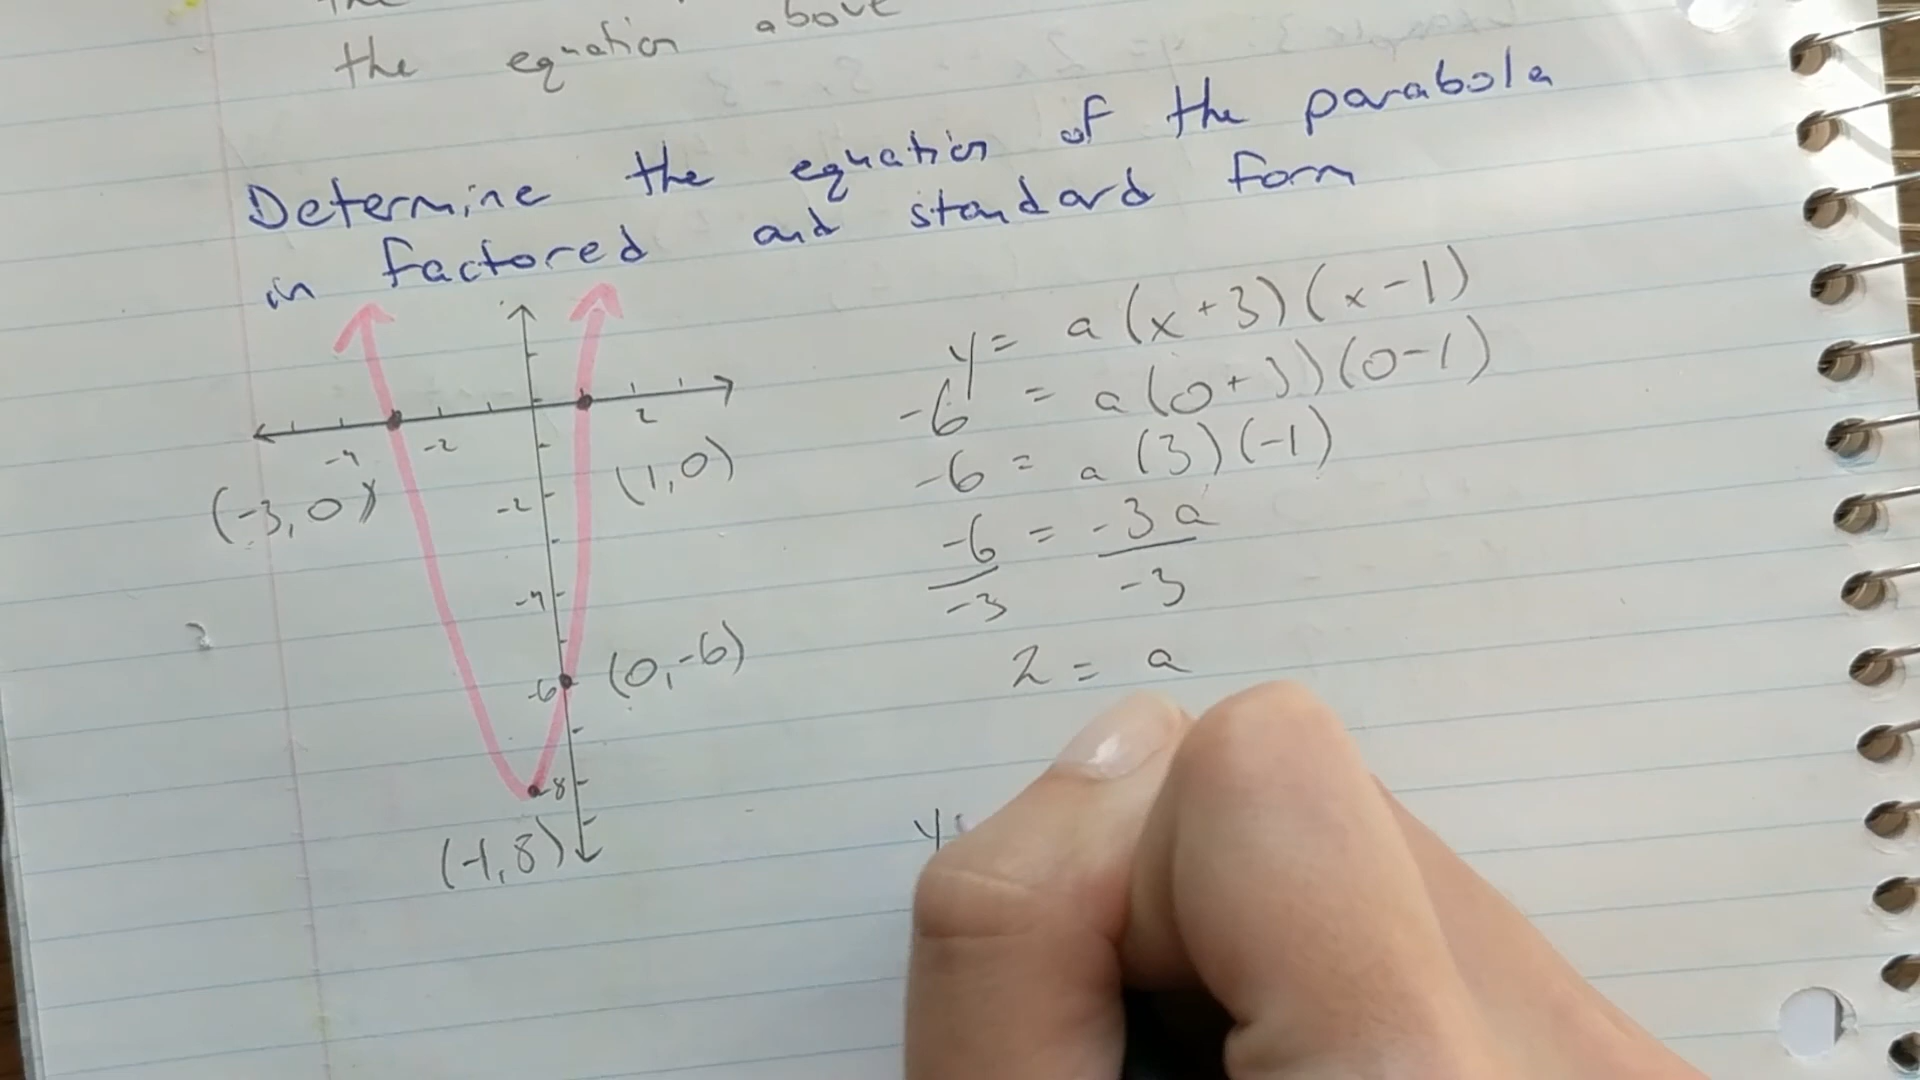 the
the equation above
Determine the equation of the parabola
in factored and standard form
y = a(x+3)(x-1)
-6 = a(0+3)(0-1)
-6 = a(3)(-1)
-6 = -3a
-3 -3
2 = a
y=
-4 -2 2
(-3,0)
(1,0)
-2
-4
-6 (0,-6)
-8
(-1,8)